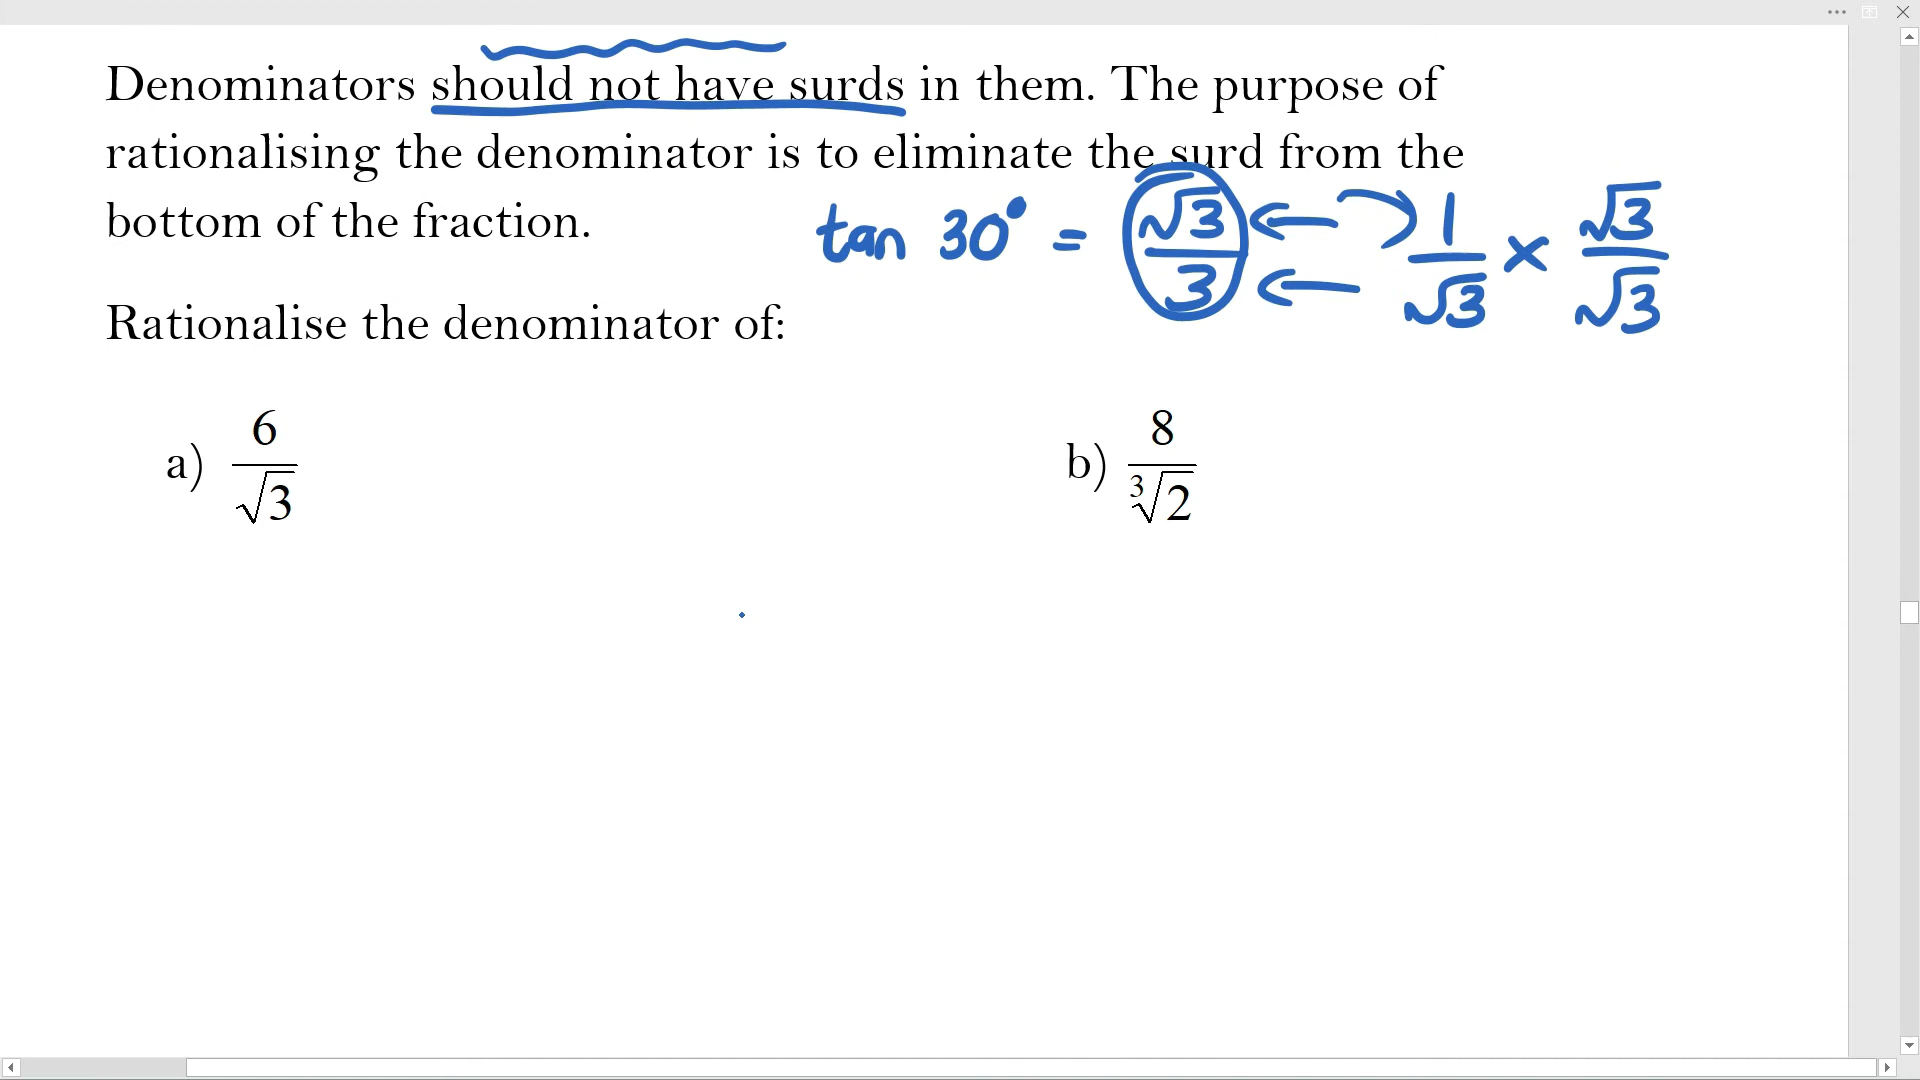 Denominators should not have surds in them. The purpose of
rationalising the denominator is to eliminate the surd from the
bottom of the fraction.
tan 30° = √3/3 ← ← 1/√3 × √3/√3
Rationalise the denominator of:
a) 6/√3
b) 8/∛2